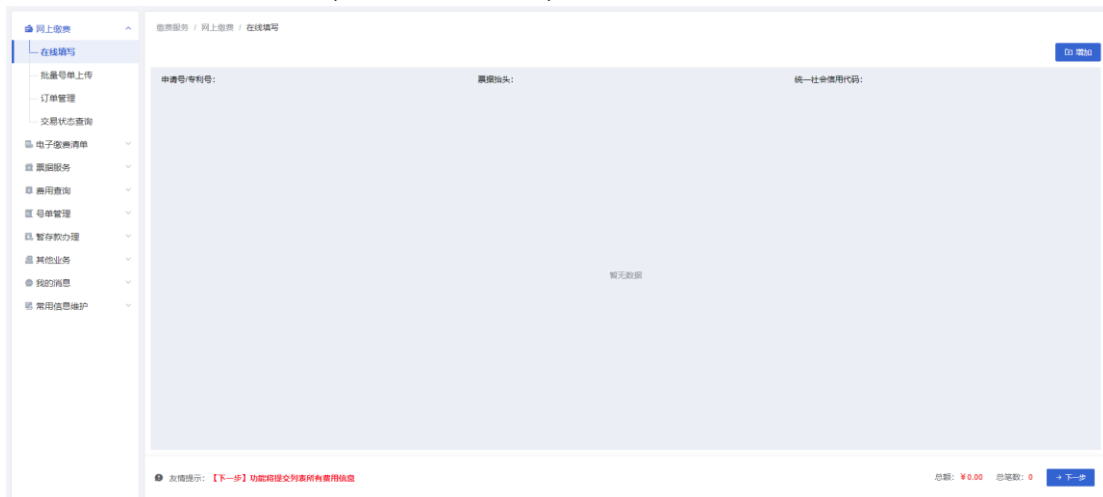 网上缴费
在线填写
批量号单上传
订单管理
交易状态查询
电子缴费清单
票据服务
费用查询
号单管理
暂存款办理
其他业务
我的消息
常用信息维护
缴费服务 / 网上缴费 / 在线填写
增加
申请号/专利号： 票据抬头： 统一社会信用代码：
暂无数据
友情提示：【下一步】功能将提交列表所有费用信息 总额：￥0.00 总笔数：0 → 下一步